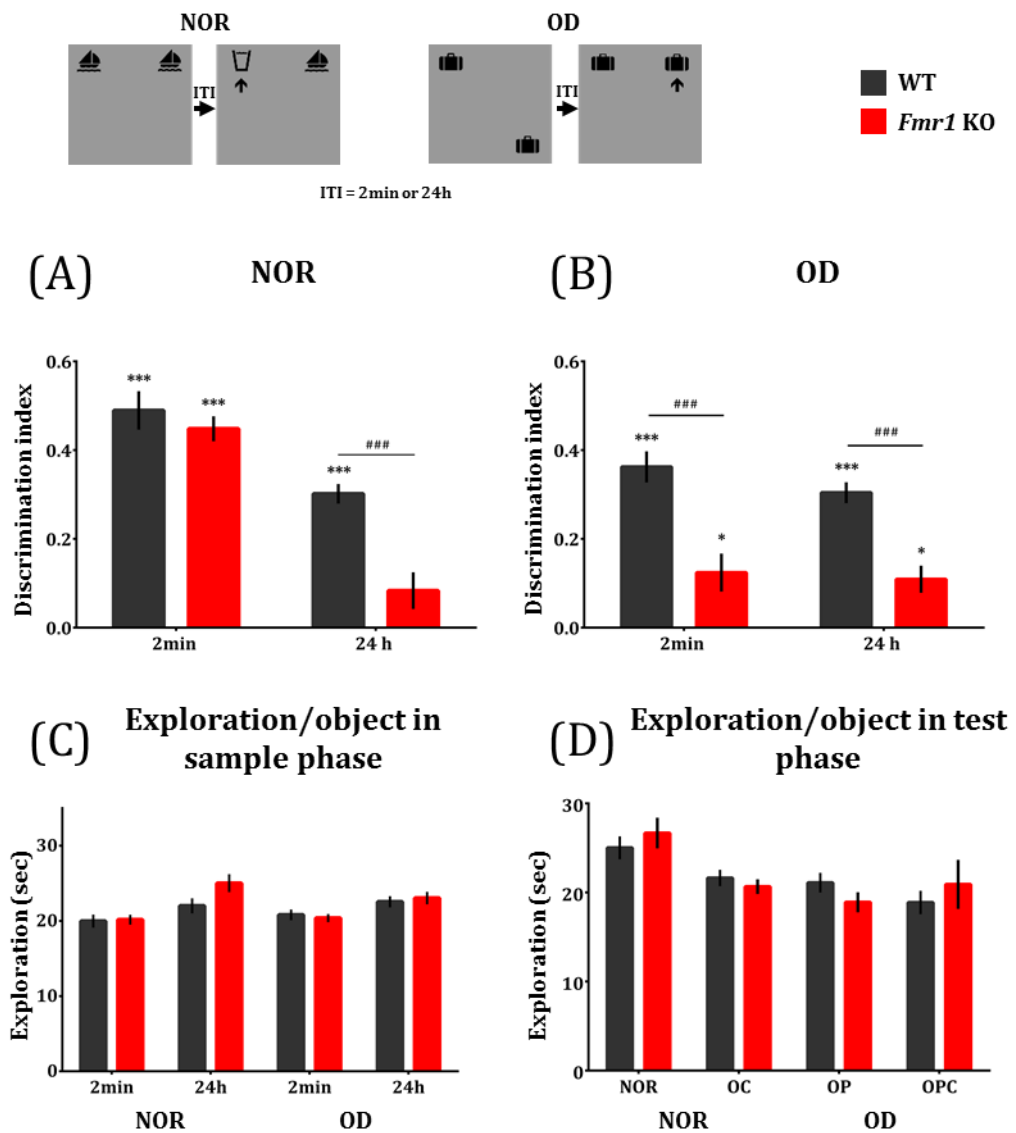 NOR OD
ITI ITI
WT
Fmr1 KO
ITI = 2min or 24h
(A) NOR
Discrimination index
0.6
0.4
0.2
0.0
*** *** *** ###
2min 24 h
(B) OD
Discrimination index
0.6
0.4
0.2
0.0
### ###
*** * *** *
2min 24 h
(C) Exploration/object in
sample phase
Exploration (sec)
30
20
10
0
2min 24h 2min 24h
NOR OD
(D) Exploration/object in test
phase
Exploration (sec)
30
20
10
0
NOR OC OP OPC
NOR OD